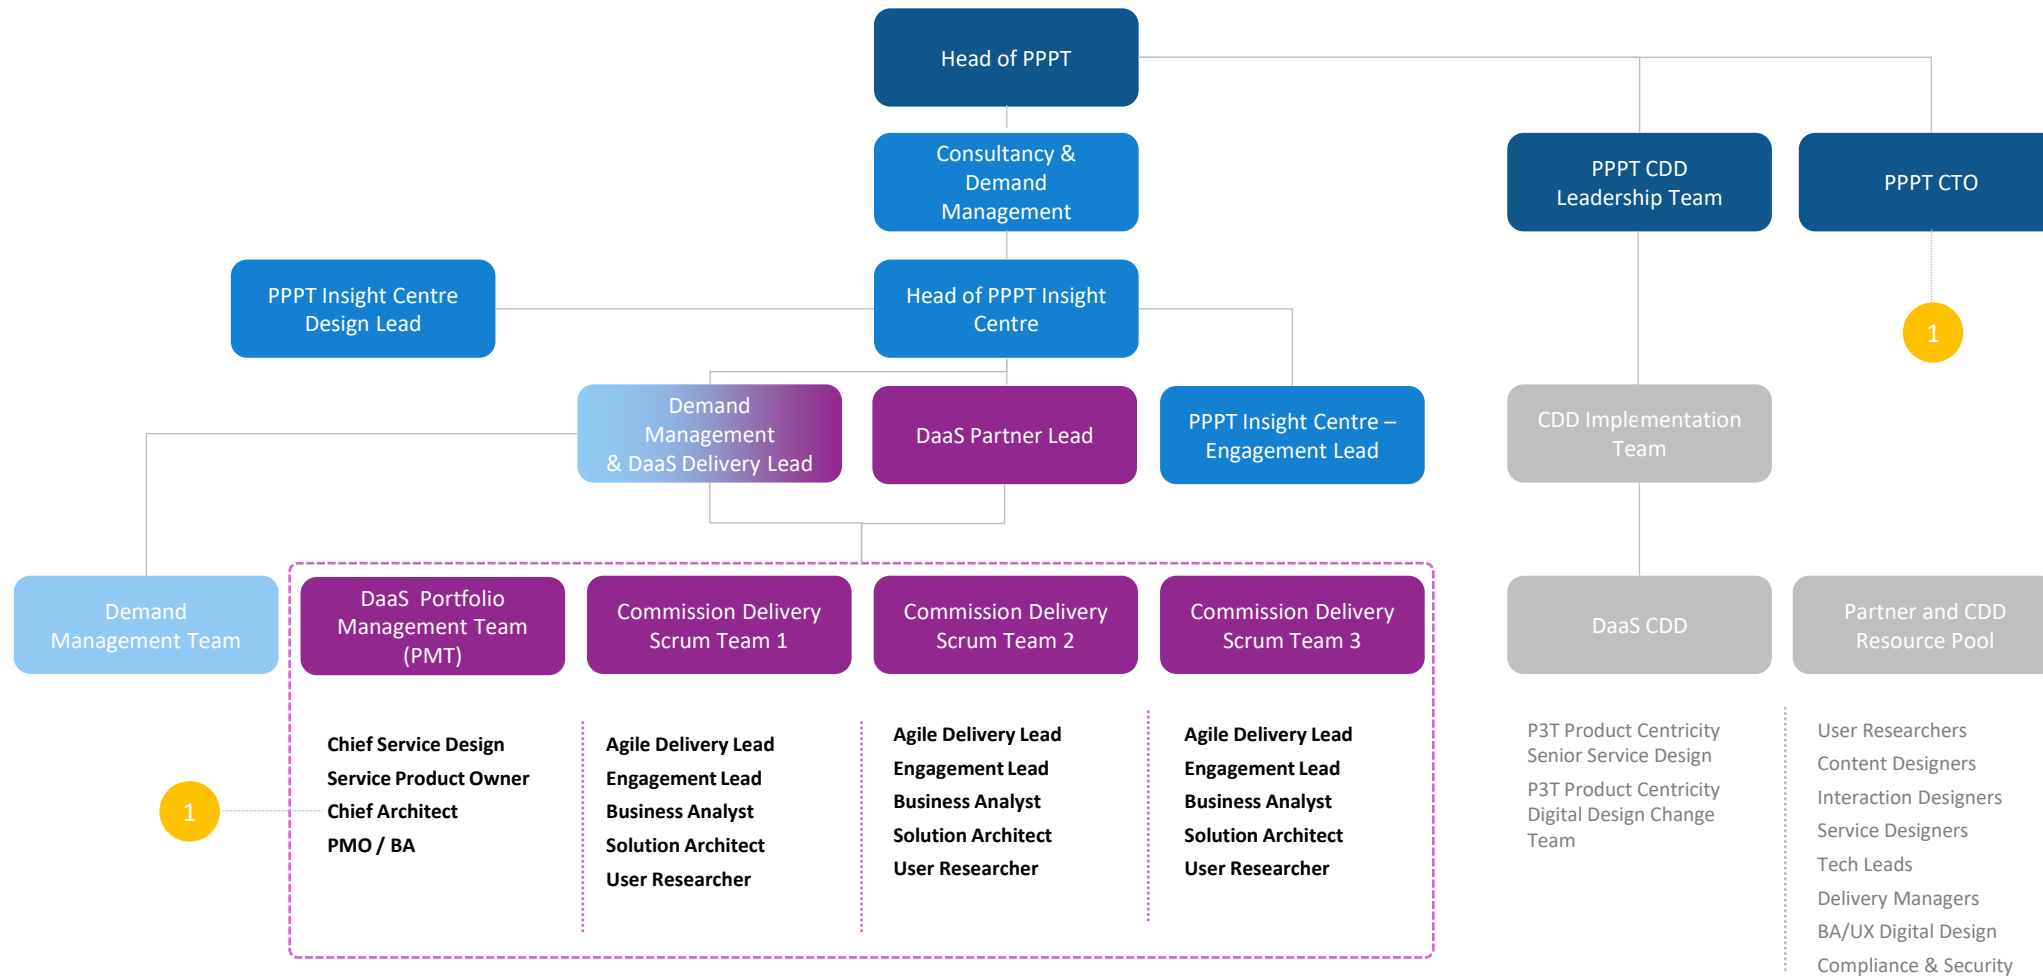 Head of PPPT
Consultancy &
Demand
Management
PPPT CDD
Leadership Team
PPPT CTO
PPPT Insight Centre
Design Lead
Head of PPPT Insight
Centre
1
Demand
Management
& DaaS Delivery Lead
DaaS Partner Lead
PPPT Insight Centre –
Engagement Lead
CDD Implementation
Team
Demand
Management Team
DaaS Portfolio
Management Team
(PMT)
Commission Delivery
Scrum Team 1
Commission Delivery
Scrum Team 2
Commission Delivery
Scrum Team 3
DaaS CDD
Partner and CDD
Resource Pool
1
Chief Service Design
Service Product Owner
Chief Architect
PMO / BA
Agile Delivery Lead
Engagement Lead
Business Analyst
Solution Architect
User Researcher
Agile Delivery Lead
Engagement Lead
Business Analyst
Solution Architect
User Researcher
Agile Delivery Lead
Engagement Lead
Business Analyst
Solution Architect
User Researcher
P3T Product Centricity
Senior Service Design
P3T Product Centricity
Digital Design Change
Team
User Researchers
Content Designers
Interaction Designers
Service Designers
Tech Leads
Delivery Managers
BA/UX Digital Design
Compliance & Security